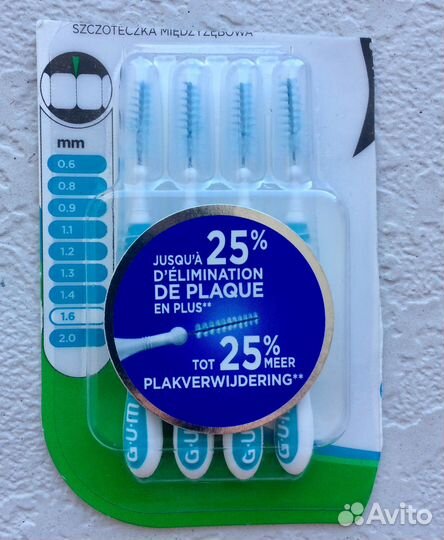 SZCZOTECZKA MIĘDZYZĘBOWA
mm
0.6
0.8
0.9
1.1
1.2
1.3
1.4
1.6
2.0
JUSQU'À 25%
D'ÉLIMINATION
DE PLAQUE
EN PLUS**
TOT 25% MEER
PLAKVERWIJDERING**
G·U·M
G·U·M
G·U·M
G·U·M
Avito